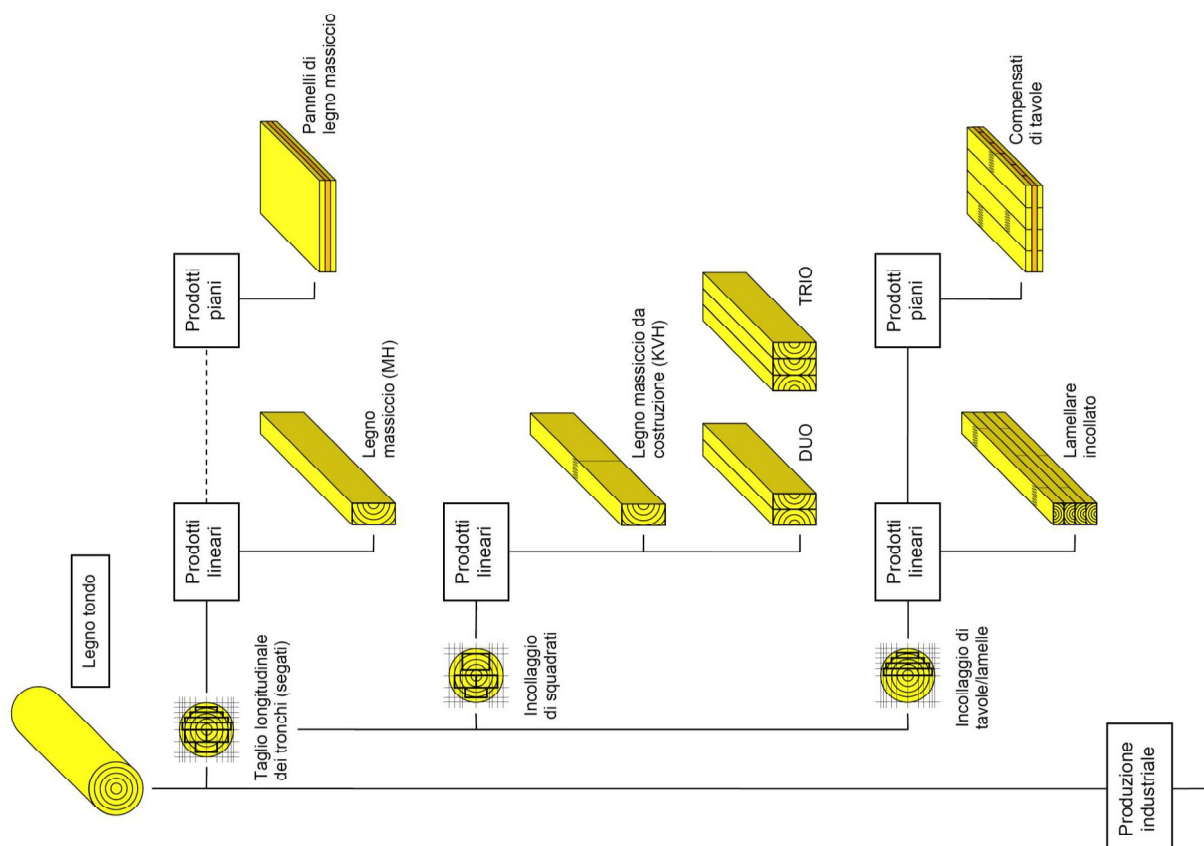 Legno tondo
Taglio longitudinale
dei tronchi (segati)
Prodotti
lineari
Legno
massiccio (MH)
Prodotti
piani
Pannelli di
legno massiccio
Incollaggio
di squadrati
Prodotti
lineari
Legno massiccio da
costruzione (KVH)
DUO
TRIO
Incollaggio di
tavole/lamelle
Prodotti
lineari
Lamellare
incollato
Prodotti
piani
Compensati
di tavole
Produzione
industriale